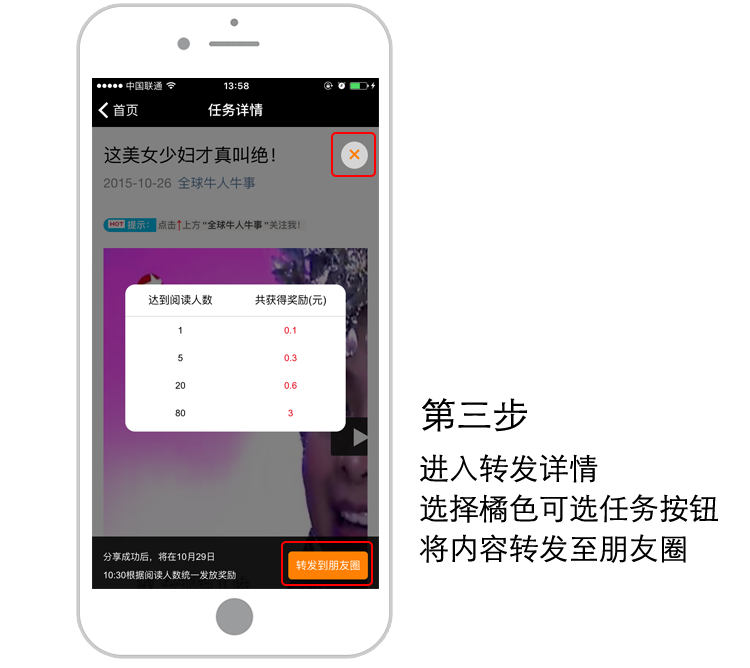 中国联通
13:58
首页
任务详情
这美女少妇才真叫绝！
2015-10-26 全球牛人牛事
HOT 提示： 点击↑上方"全球牛人牛事"关注我！
达到阅读人数 共获得奖励(元)
1 0.1
5 0.3
20 0.6
80 3
分享成功后，将在10月29日
10:30根据阅读人数统一发放奖励
转发到朋友圈
第三步
进入转发详情
选择橘色可选任务按钮
将内容转发至朋友圈